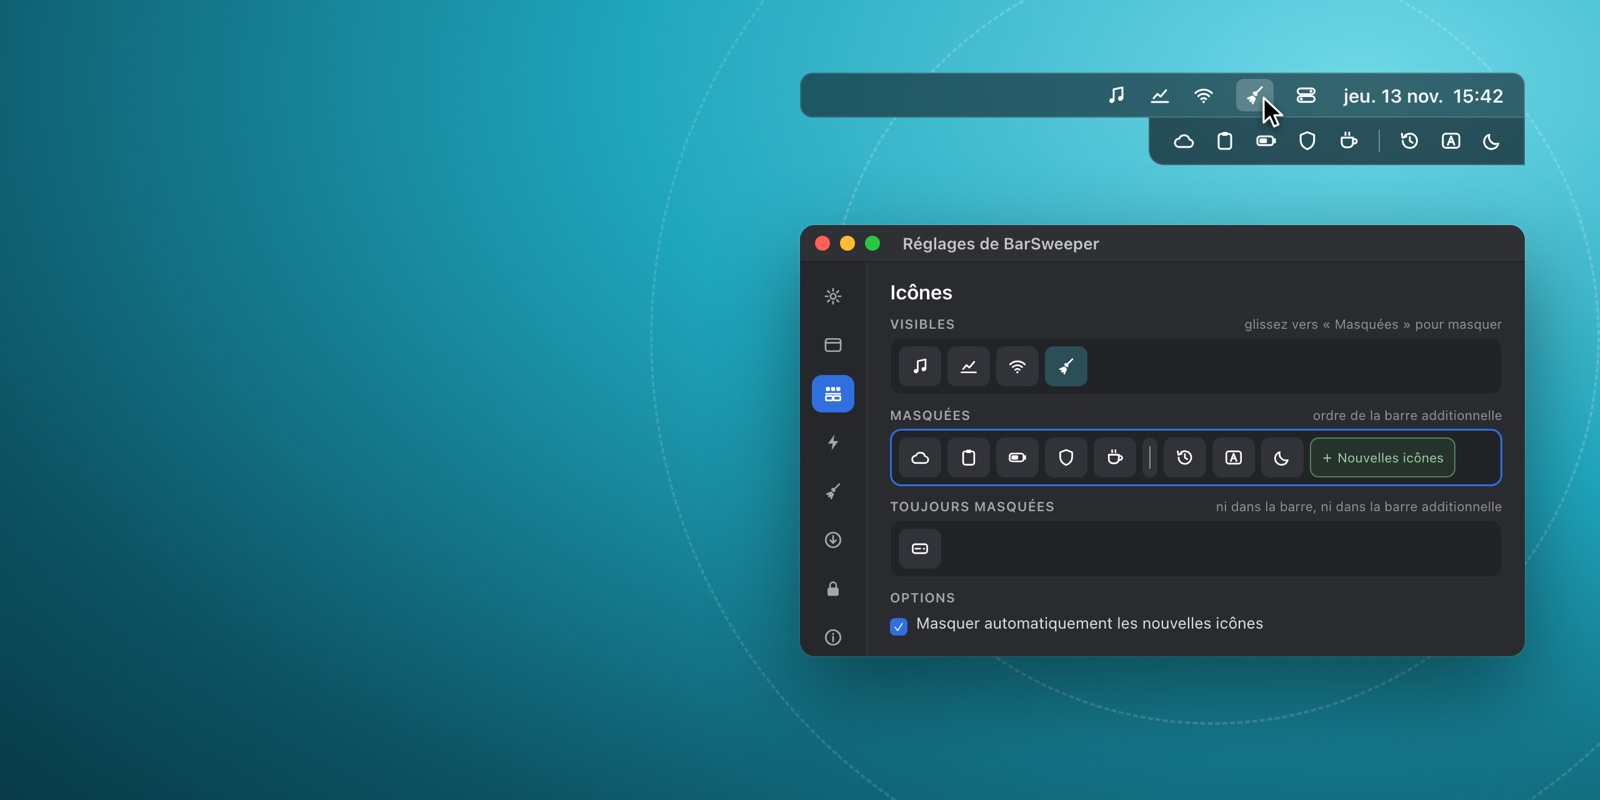 jeu. 13 nov. 15:42
Réglages de BarSweeper
Icônes
VISIBLES glissez vers « Masquées » pour masquer
MASQUÉES ordre de la barre additionnelle
+ Nouvelles icônes
TOUJOURS MASQUÉES ni dans la barre, ni dans la barre additionnelle
OPTIONS
Masquer automatiquement les nouvelles icônes